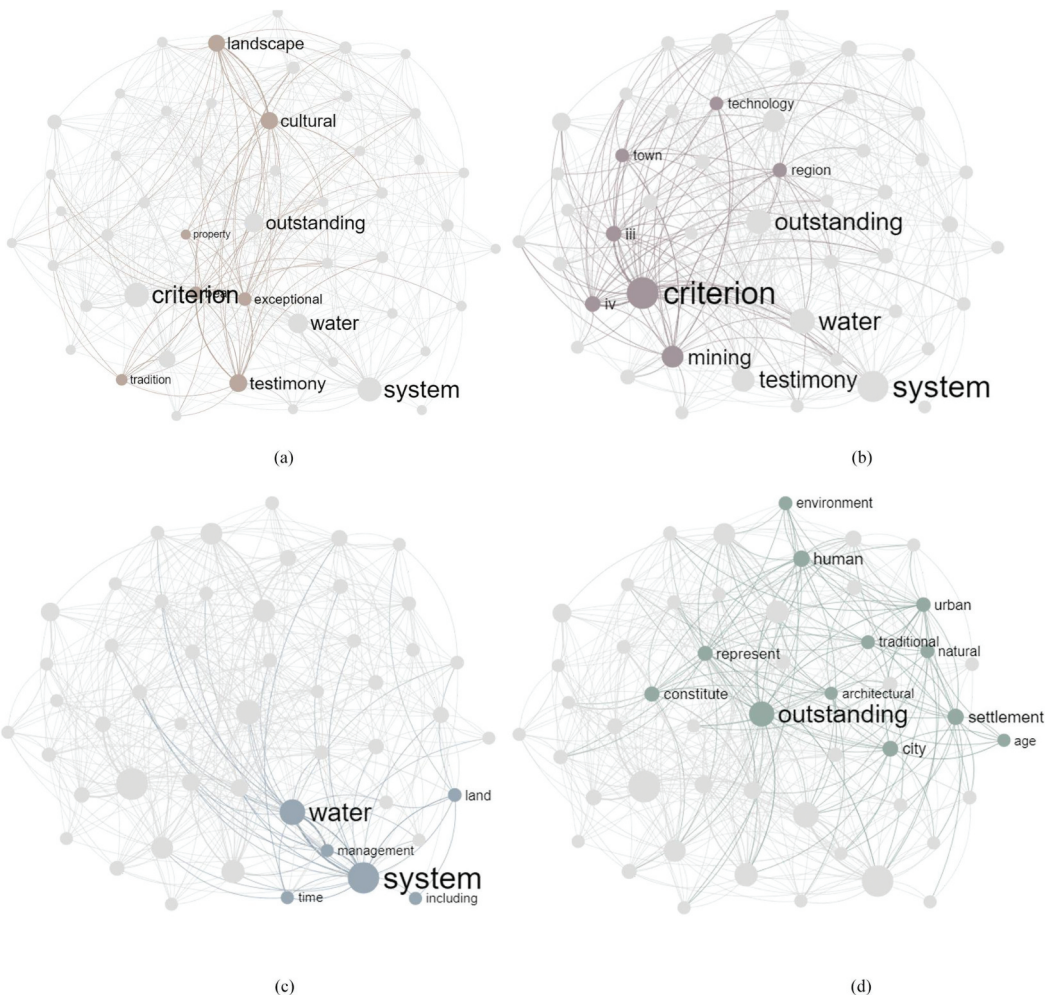 landscape
cultural
outstanding
property
criterion
exceptional
water
tradition
testimony
system
(a)
technology
town
region
outstanding
iii
criterion
iv
water
mining
testimony
system
(b)
water
land
management
system
time
including
(c)
environment
human
urban
traditional
represent
natural
constitute
architectural
outstanding
settlement
city
age
(d)